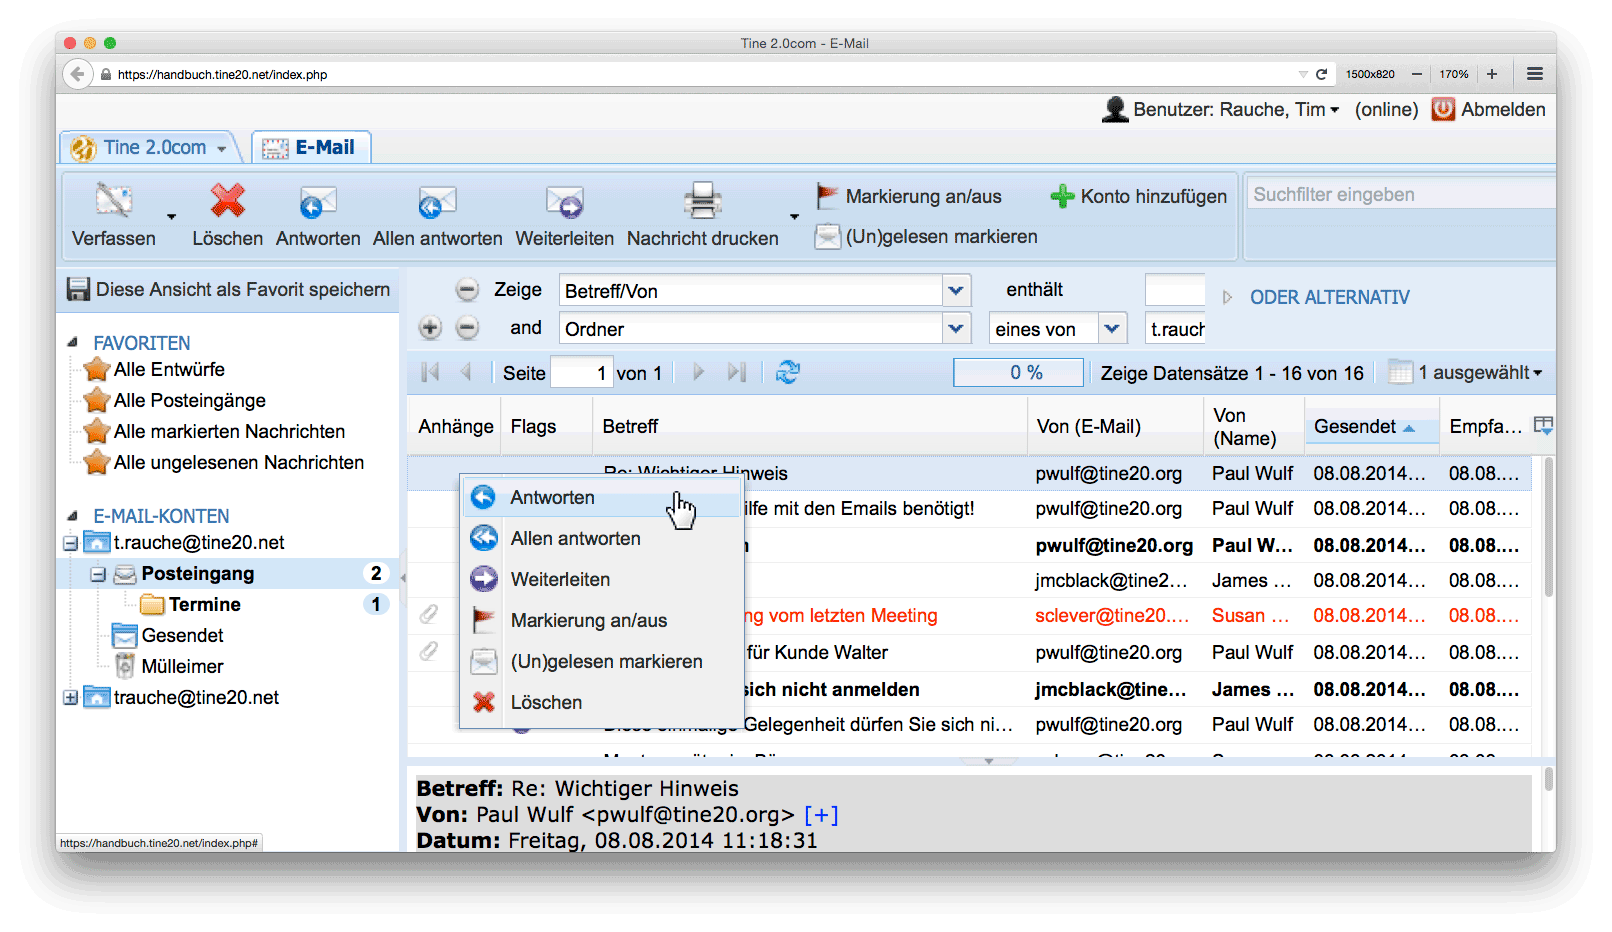 Tine 2.0com - E-Mail
https://handbuch.tine20.net/index.php 1500x820 170%
Benutzer: Rauche, Tim (online) Abmelden
Tine 2.0com E-Mail
Verfassen Löschen Antworten Allen antworten Weiterleiten Nachricht drucken Markierung an/aus Konto hinzufügen Suchfilter eingeben
(Un)gelesen markieren
Diese Ansicht als Favorit speichern
FAVORITEN
Alle Entwürfe
Alle Posteingänge
Alle markierten Nachrichten
Alle ungelesenen Nachrichten
E-MAIL-KONTEN
t.rauche@tine20.net
Posteingang 2
Termine 1
Gesendet
Mülleimer
trauche@tine20.net
Zeige Betreff/Von enthält ODER ALTERNATIV
and Ordner eines von t.rauch
Seite 1 von 1 0 % Zeige Datensätze 1 - 16 von 16 1 ausgewählt
Anhänge Flags Betreff Von (E-Mail) Von (Name) Gesendet Empfa...
Re: Wichtiger Hinweis pwulf@tine20.org Paul Wulf 08.08.2014... 08.08....
ilfe mit den Emails benötigt! pwulf@tine20.org Paul Wulf 08.08.2014... 08.08....
pwulf@tine20.org Paul W... 08.08.2014... 08.08....
jmcblack@tine2... James ... 08.08.2014... 08.08....
ng vom letzten Meeting sclever@tine20.... Susan ... 08.08.2014... 08.08....
für Kunde Walter pwulf@tine20.org Paul Wulf 08.08.2014... 08.08....
sich nicht anmelden jmcblack@tine... James ... 08.08.2014... 08.08....
Diese einmalige Gelegenheit dürfen Sie sich ni... pwulf@tine20.org Paul Wulf 08.08.2014... 08.08....
Antworten
Allen antworten
Weiterleiten
Markierung an/aus
(Un)gelesen markieren
Löschen
Betreff: Re: Wichtiger Hinweis
Von: Paul Wulf <pwulf@tine20.org> [+]
Datum: Freitag, 08.08.2014 11:18:31
https://handbuch.tine20.net/index.php#